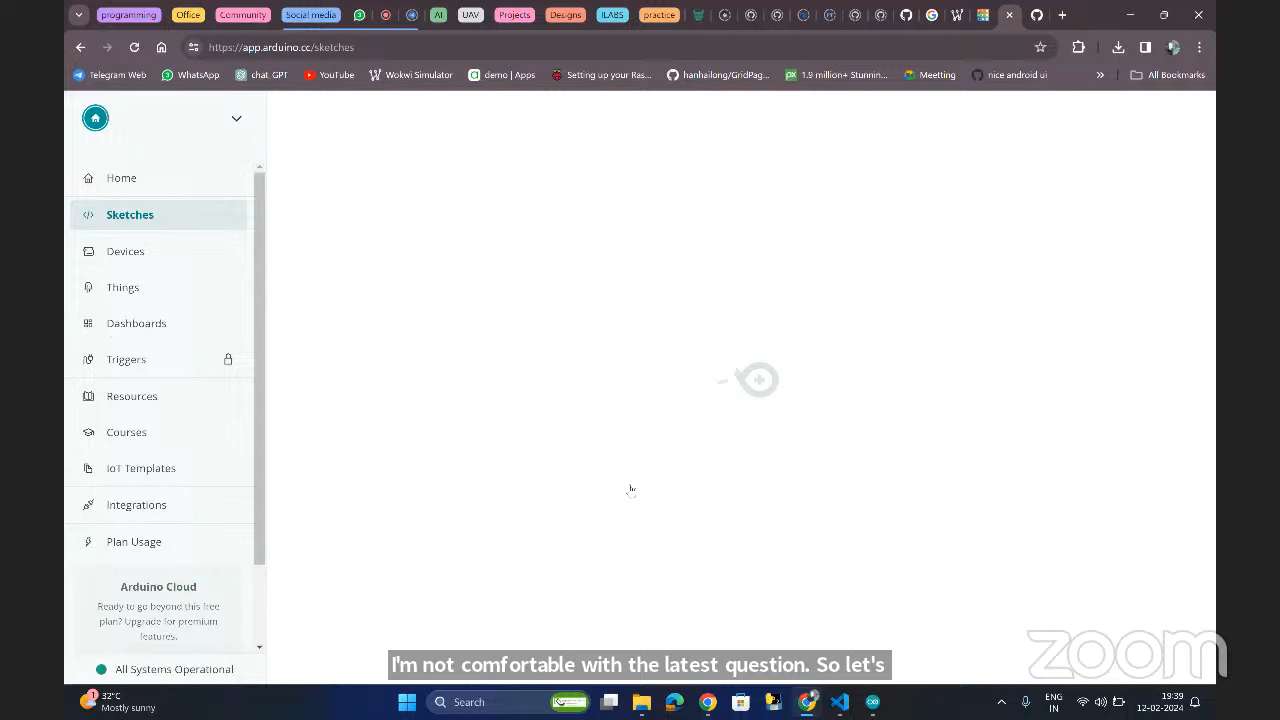 programming
Office
Community
Social media
AI
UAV
Projects
Designs
ILABS
practice
https://app.arduino.cc/sketches
Telegram Web
WhatsApp
chat GPT
YouTube
Wokwi Simulator
demo | Apps
Setting up your Ras...
hanhailong/GridPag...
1.9 million+ Stunnin...
Meetting
nice android ui
All Bookmarks
Home
Sketches
Devices
Things
Dashboards
Triggers
Resources
Courses
IoT Templates
Integrations
Plan Usage
Arduino Cloud
Ready to go beyond this free
plan? Upgrade for premium
features.
All Systems Operational
I'm not comfortable with the latest question. So let's
zoom
1
32°C
Mostly sunny
Search
ENG
IN
19:39
12-02-2024